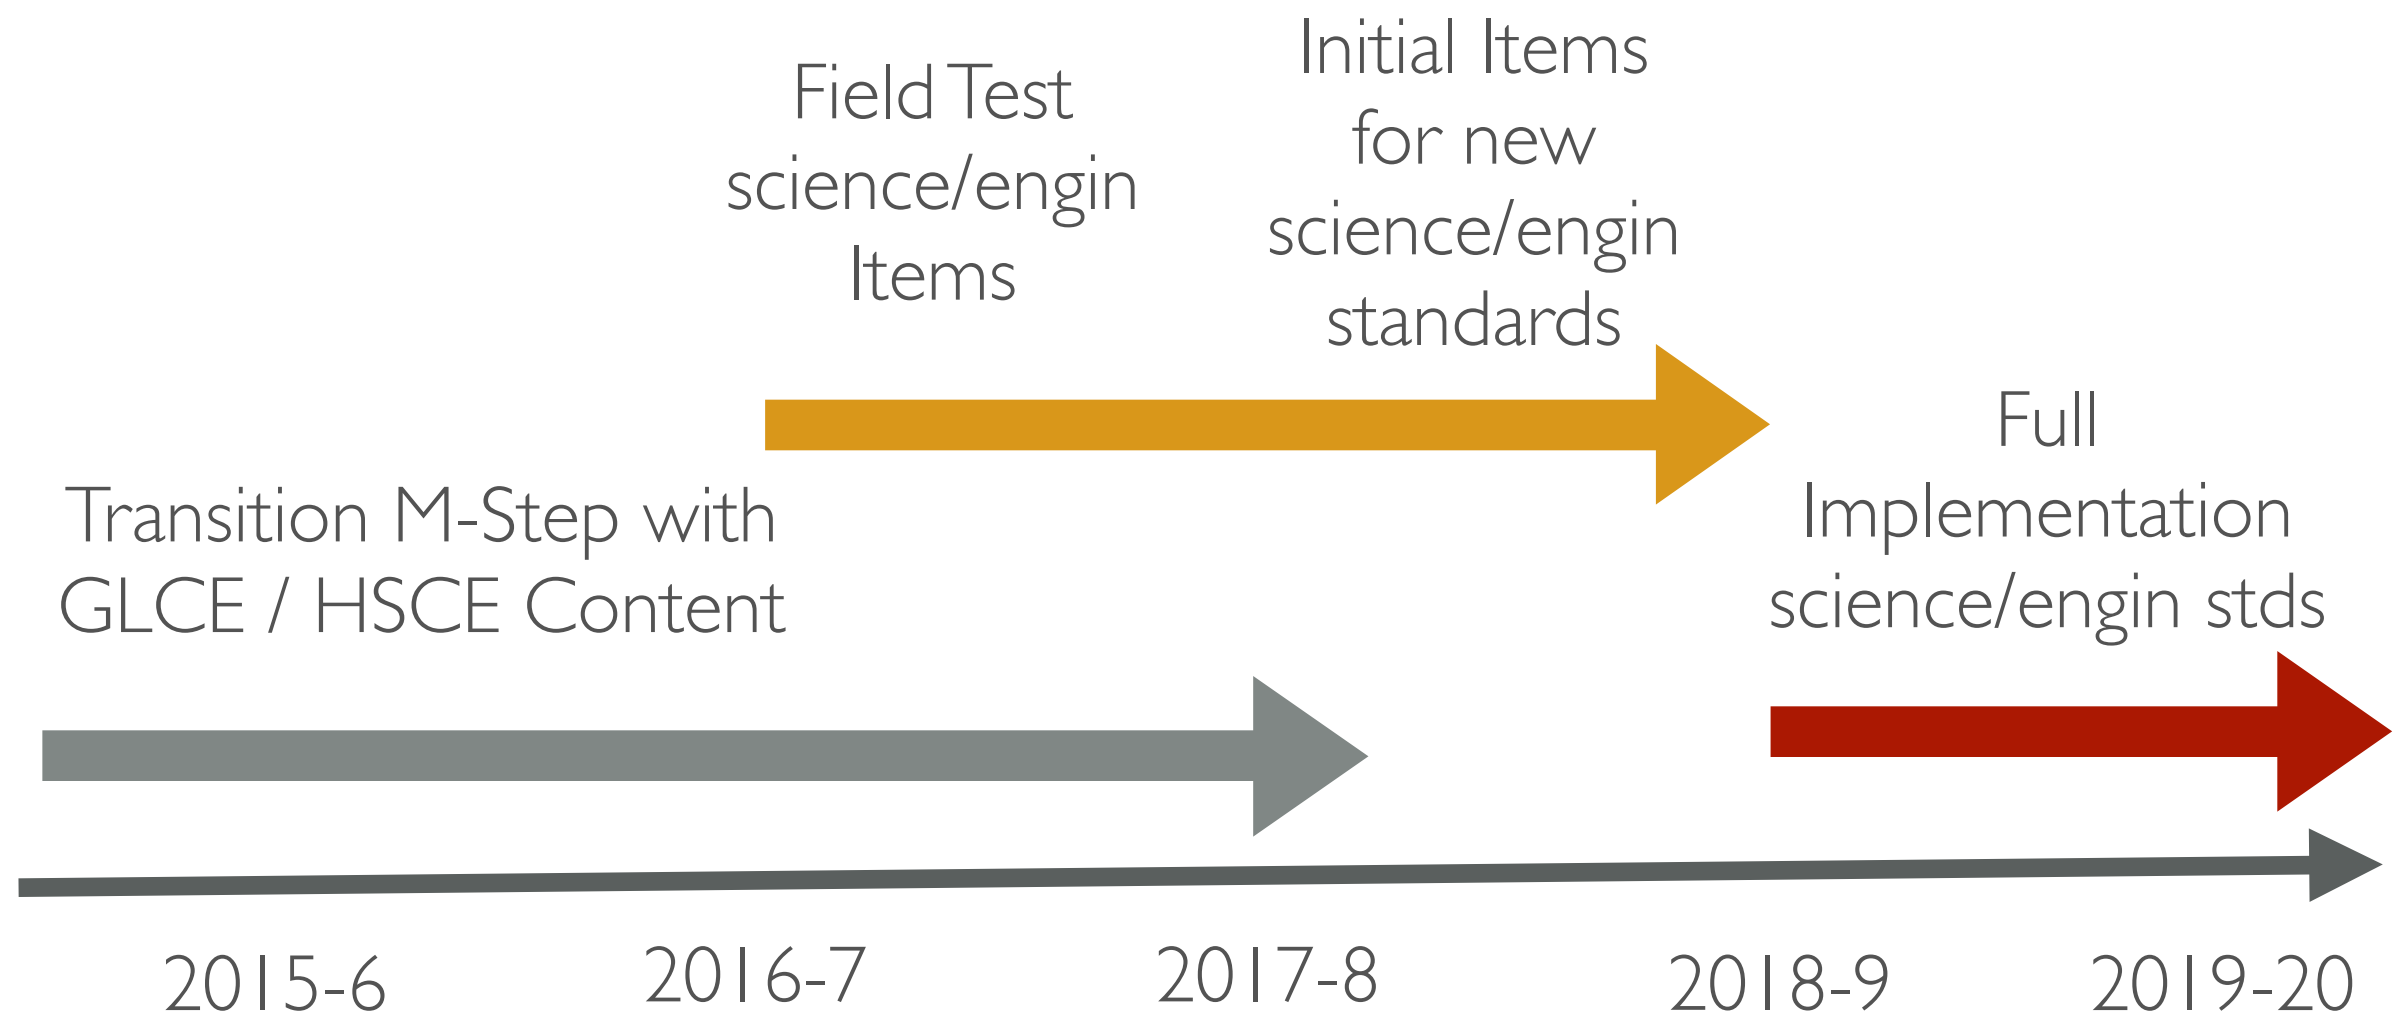 Field Test
science/engin
Items
Initial Items
for new
science/engin
standards
Transition M-Step with
GLCE / HSCE Content
Full
Implementation
science/engin stds
2015-6
2016-7
2017-8
2018-9
2019-20